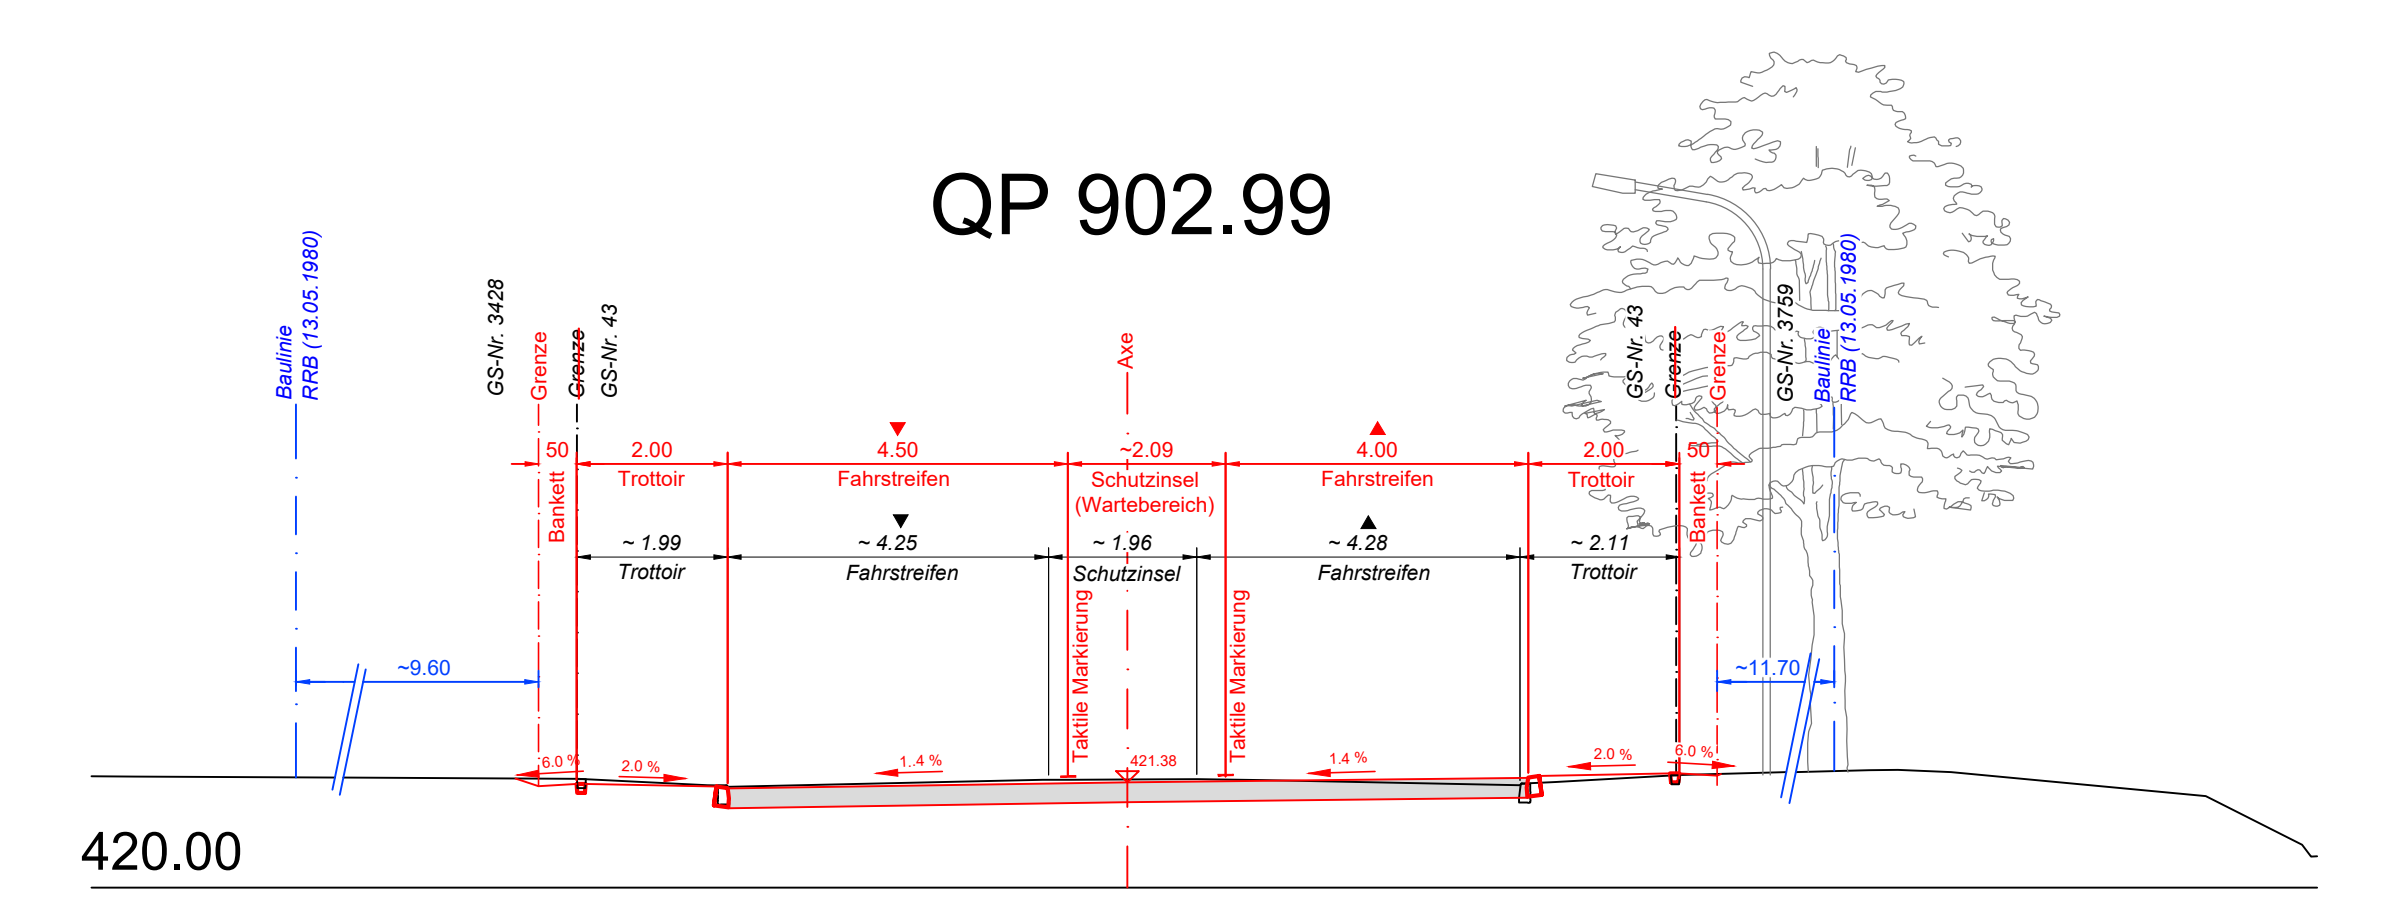 QP 902.99
Baulinie
RRB (13.05.1980)
GS-Nr. 3428
Grenze
Grenze
GS-Nr. 43
Axe
GS-Nr. 43
Grenze
Grenze
GS-Nr. 3759
Baulinie
RRB (13.05.1980)
50
2.00
4.50
~2.09
4.00
2.00
50
Bankett
Trottoir
Fahrstreifen
Schutzinsel
(Wartebereich)
Fahrstreifen
Trottoir
Bankett
~ 1.99
~ 4.25
~ 1.96
~ 4.28
~ 2.11
Trottoir
Fahrstreifen
Schutzinsel
Fahrstreifen
Trottoir
Taktile Markierung
Taktile Markierung
~9.60
~11.70
6.0 %
2.0 %
1..4 %
421.38
1.4 %
2.0 %
6.0 %
420.00